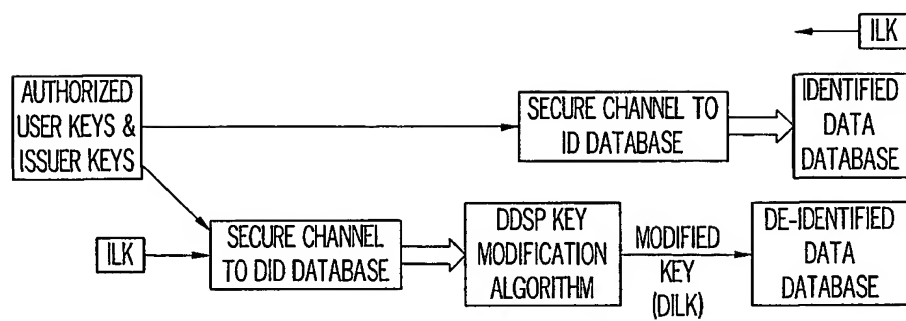 ILK
AUTHORIZED
USER KEYS &
ISSUER KEYS
SECURE CHANNEL TO
ID DATABASE
IDENTIFIED
DATA
DATABASE
ILK
SECURE CHANNEL
TO DID DATABASE
DDSP KEY
MODIFICATION
ALGORITHM
MODIFIED
KEY
(DILK)
DE-IDENTIFIED
DATA
DATABASE